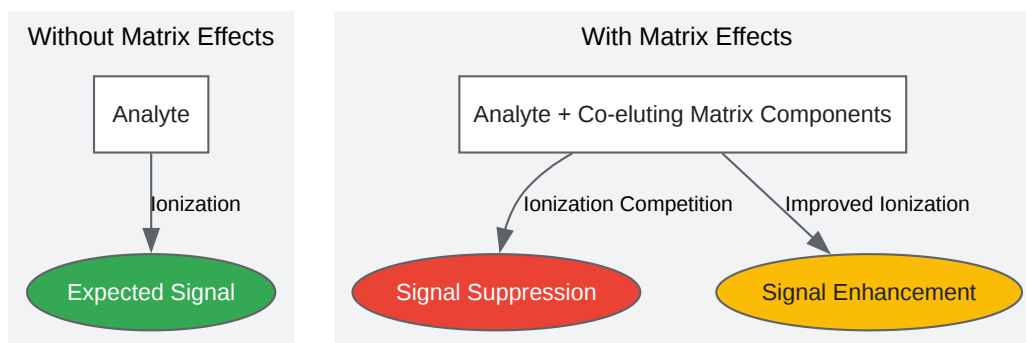 Without Matrix Effects
Analyte
Ionization
Expected Signal
With Matrix Effects
Analyte + Co-eluting Matrix Components
Ionization Competition
Improved Ionization
Signal Suppression
Signal Enhancement